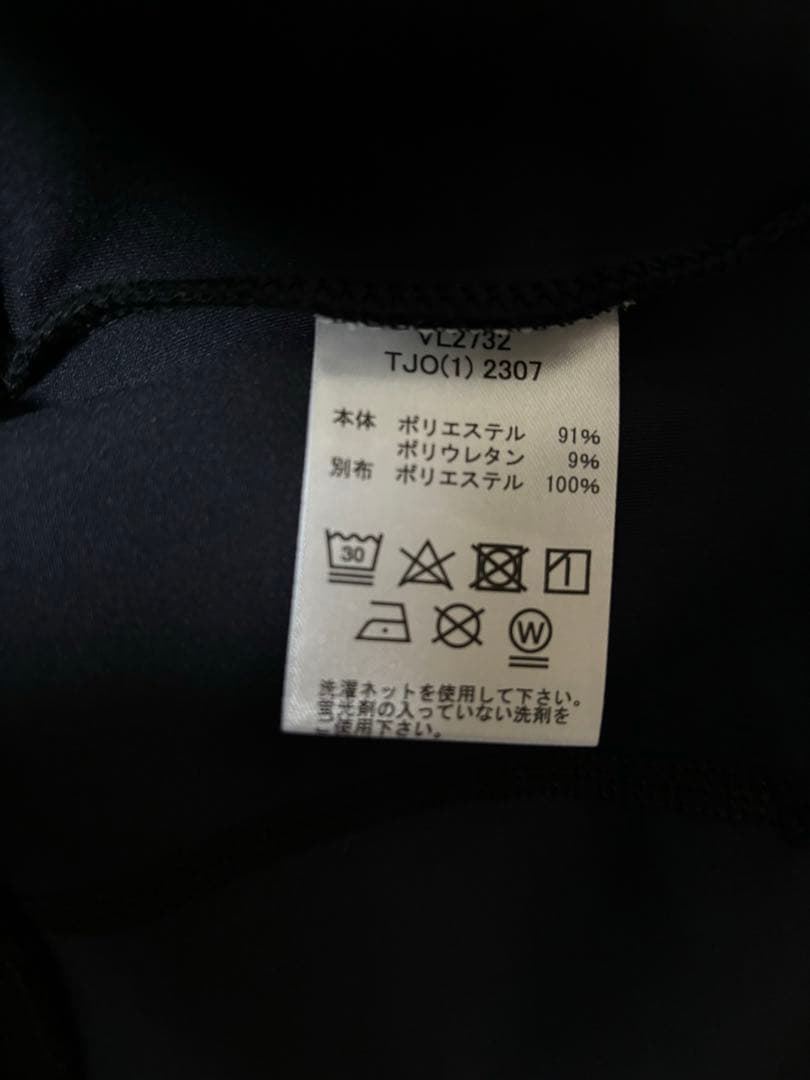 VL2732
TJO(1) 2307
本体 ポリエステル 91%
ポリウレタン 9%
別布 ポリエステル 100%
30
W
洗濯ネットを使用して下さい。
蛍光剤の入っていない洗剤を
ご使用下さい。